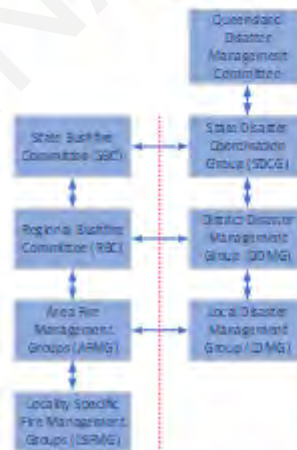 Queensland
Disaster
Management
Committee
State Bushfire
Committee (SBC)
State Disaster
Coordination
Group (SDCG)
Regional Bushfire
Committee (RBC)
District Disaster
Management
Group (DDMG)
Area Fire
Management
Groups (AFMG)
Local Disaster
Management
Group (LDMG)
Locality Specific
Fire Management
Groups (LSFMG)